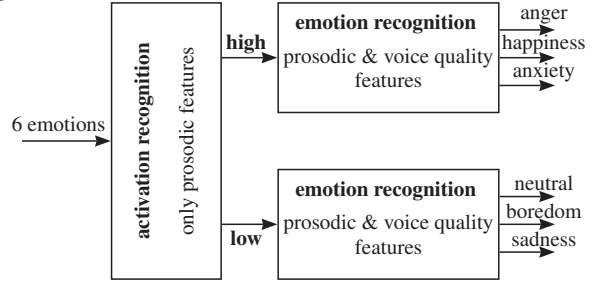 6 emotions
activation recognition
only prosodic features
high
emotion recognition
prosodic & voice quality
features
anger
happiness
anxiety
low
emotion recognition
prosodic & voice quality
features
neutral
boredom
sadness